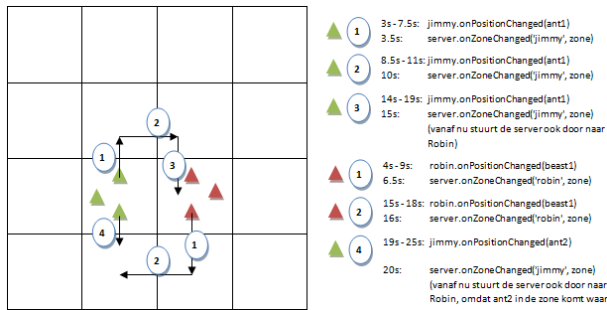 1 3s-7.5s: jimmy.onPositionChanged(ant1)
3.5s: server.onZoneChanged('jimmy', zone)
2 8.5s-11s: jimmy.onPositionChanged(ant1)
10s: server.onZoneChanged('jimmy', zone)
3 14s-19s: jimmy.onPositionChanged(ant1)
15s: server.onZoneChanged('jimmy', zone)
(vanaf nu stuurt de server ook door naar
Robin)
1 4s-9s: robin.onPositionChanged(beast1)
6.5s: server.onZoneChanged('robin', zone)
2 15s-18s: robin.onPositionChanged(beast1)
16s: server.onZoneChanged('robin', zone)
4 19s-25s: jimmy.onPositionChanged(ant2)
20s: server.onZoneChanged('jimmy', zone)
(vanaf nu stuurt de server ook door naar
Robin, omdat ant2 in de zone komt waar
2
1
3
4
1
2